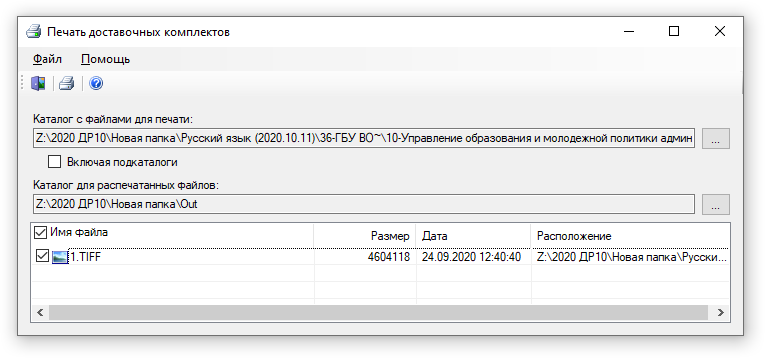 Печать доставочных комплектов
Файл Помощь
Каталог с файлами для печати:
Z:\2020 ДР10\Новая папка\Русский язык (2020.10.11)\36-ГБУ ВО~\10-Управление образования и молодежной политики админ
...
Включая подкаталоги
Каталог для распечатанных файлов:
Z:\2020 ДР10\Новая папка\Out
...
Имя файла Размер Дата Расположение
1.TIFF 4604118 24.09.2020 12:40:40 Z:\2020 ДР10\Новая папка\Русски...